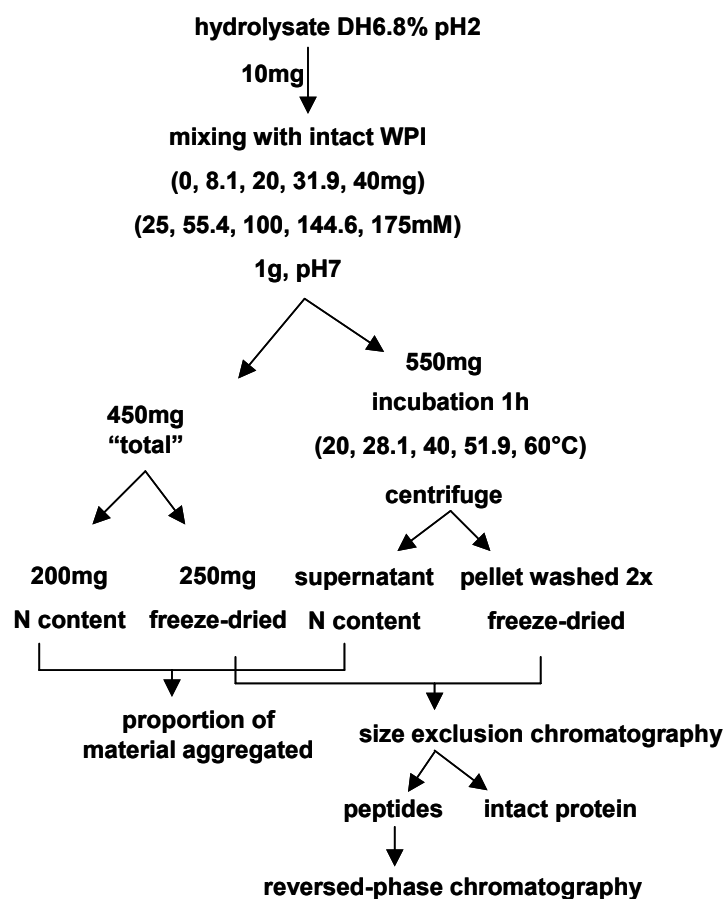 hydrolysate DH6.8% pH2
10mg
mixing with intact WPI
(0, 8.1, 20, 31.9, 40mg)
(25, 55.4, 100, 144.6, 175mM)
1g, pH7
450mg
“total”
550mg
incubation 1h
(20, 28.1, 40, 51.9, 60°C)
centrifuge
200mg
N content
250mg
freeze-dried
supernatant
N content
pellet washed 2x
freeze-dried
proportion of
material aggregated
size exclusion chromatography
peptides
intact protein
reversed-phase chromatography